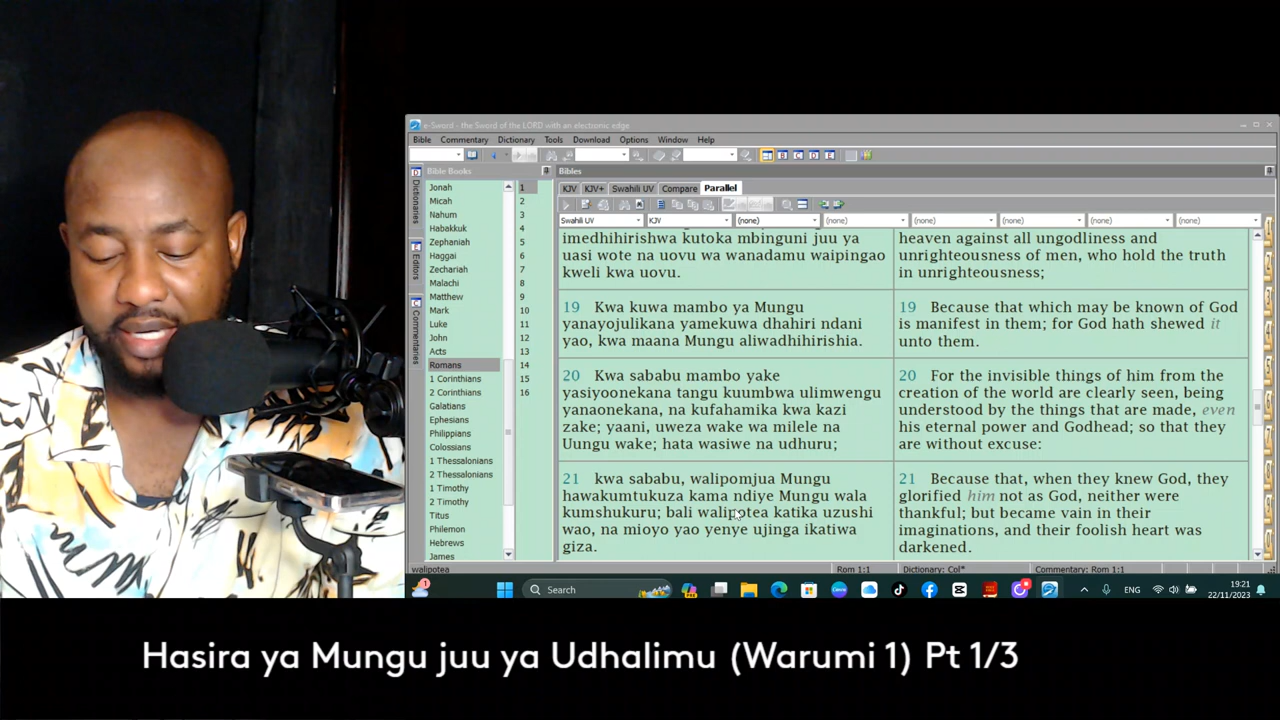 e-Sword - the Sword of the LORD with an electronic edge
Bible Commentary Dictionary Tools Download Options Window Help
Bible Books
Bibles
Dictionaries
Editors
Commentaries
Jonah
Micah
Nahum
Habakkuk
Zephaniah
Haggai
Zechariah
Malachi
Matthew
Mark
Luke
John
Acts
Romans
1 Corinthians
2 Corinthians
Galatians
Ephesians
Philippians
Colossians
1 Thessalonians
2 Thessalonians
1 Timothy
2 Timothy
Titus
Philemon
Hebrews
James
1
2
3
4
5
6
7
8
9
10
11
12
13
14
15
16
KJV KJV+ Swahili UV Compare Parallel
Swahili UV KJV (none) (none) (none) (none) (none) (none)
imedhihirishwa kutoka mbinguni juu ya
uasi wote na uovu wa wanadamu waipingao
kweli kwa uovu.
19 Kwa kuwa mambo ya Mungu
yanayojulikana yamekuwa dhahiri ndani
yao, kwa maana Mungu aliwadhihirishia.
20 Kwa sababu mambo yake
yasiyoonekana tangu kuumbwa ulimwengu
yanaonekana, na kufahamika kwa kazi
zake; yaani, uweza wake wa milele na
Uungu wake; hata wasiwe na udhuru;
21 kwa sababu, walipomjua Mungu
hawakumtukuza kama ndiye Mungu wala
kumshukuru; bali walipotea katika uzushi
wao, na mioyo yao yenye ujinga ikatiwa
giza.
heaven against all ungodliness and
unrighteousness of men, who hold the truth
in unrighteousness;
19 Because that which may be known of God
is manifest in them; for God hath shewed it
unto them.
20 For the invisible things of him from the
creation of the world are clearly seen, being
understood by the things that are made, even
his eternal power and Godhead; so that they
are without excuse:
21 Because that, when they knew God, they
glorified him not as God, neither were
thankful; but became vain in their
imaginations, and their foolish heart was
darkened.
walipotea
Rom 1:1
Dictionary: Col*
Commentary: Rom 1:1
Search
ENG
19:21
22/11/2023
Hasira ya Mungu juu ya Udhalimu (Warumi 1) Pt 1/3